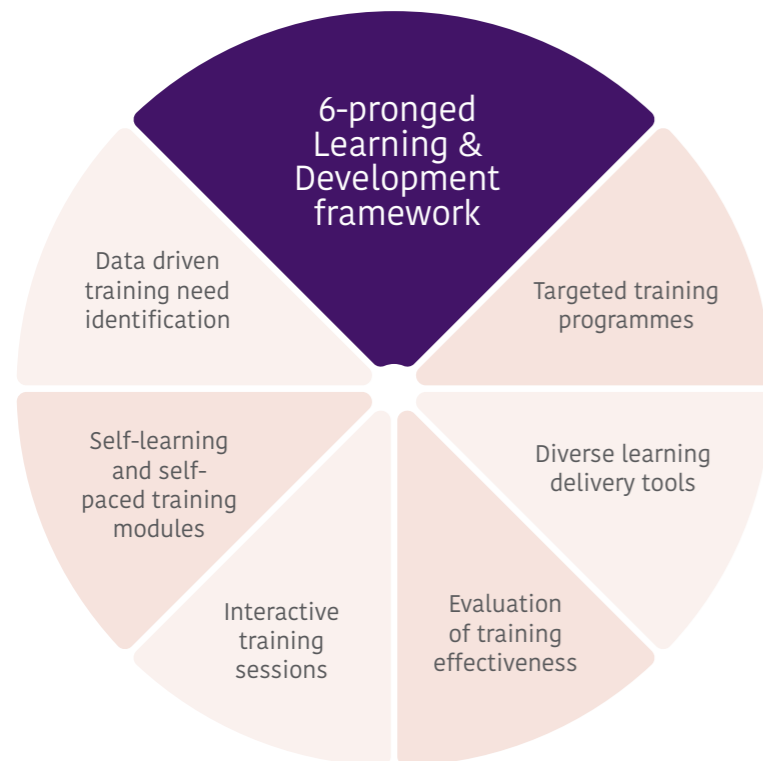 6-pronged
Learning &
Development
framework
Data driven
training need
identification
Targeted training
programmes
Self-learning
and self-
paced training
modules
Diverse learning
delivery tools
Interactive
training
sessions
Evaluation
of training
effectiveness